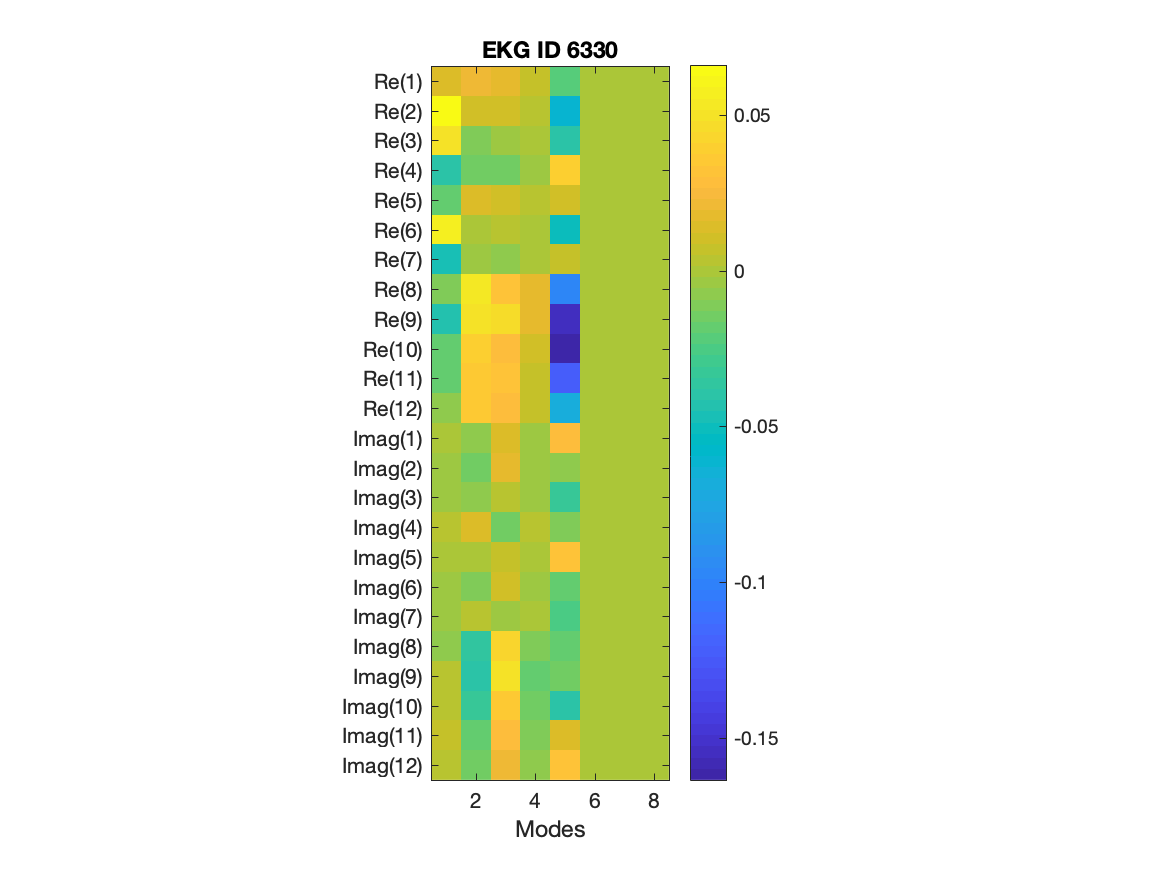 EKG ID 6330
Re(1)
Re(2)
Re(3)
Re(4)
Re(5)
Re(6)
Re(7)
Re(8)
Re(9)
Re(10)
Re(11)
Re(12)
Imag(1)
Imag(2)
Imag(3)
Imag(4)
Imag(5)
Imag(6)
Imag(7)
Imag(8)
Imag(9)
Imag(10)
Imag(11)
Imag(12)
2 4 6 8
Modes
0.05
0
-0.05
-0.1
-0.15